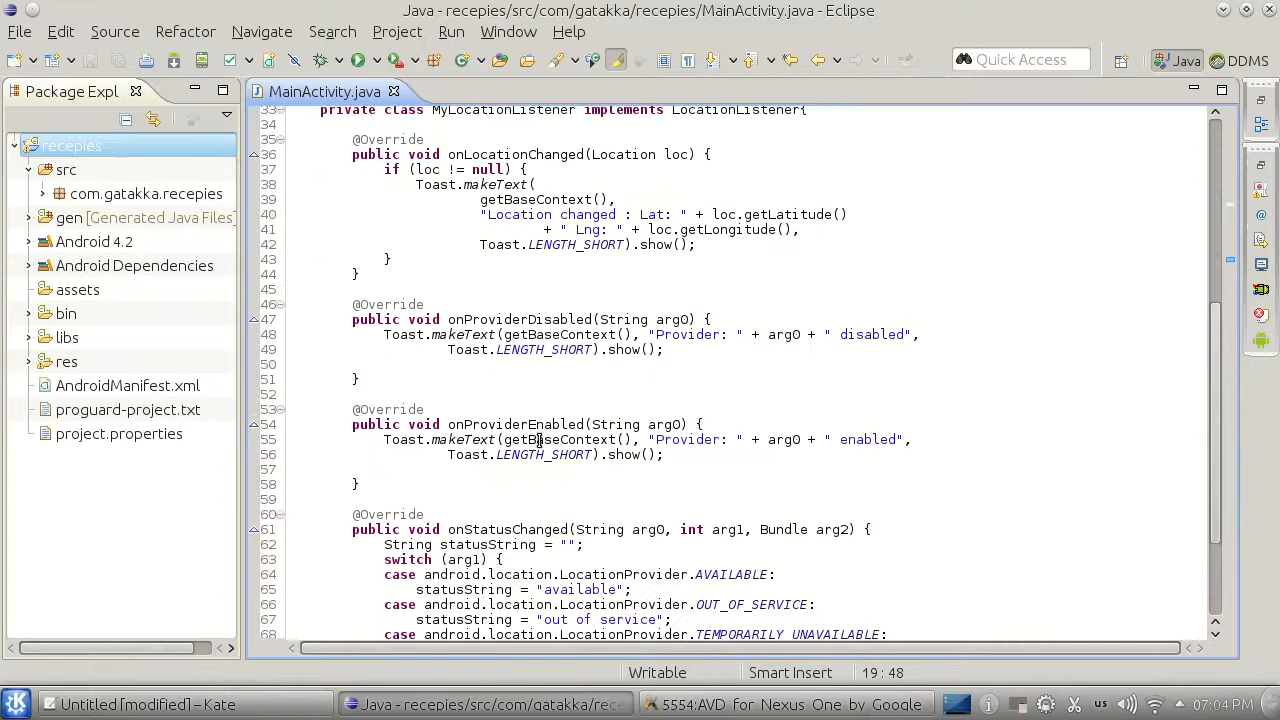 Java - recepies/src/com/gatakka/recepies/MainActivity.java - Eclipse
File Edit Source Refactor Navigate Search Project Run Window Help
Quick Access
Java
DDMS
Package Expl
MainActivity.java
recepies
src
com.gatakka.recepies
gen [Generated Java Files]
Android 4.2
Android Dependencies
assets
bin
libs
res
AndroidManifest.xml
proguard-project.txt
project.properties
33 private class MyLocationListener implements LocationListener{
34
35 @Override
36 public void onLocationChanged(Location loc) {
37 if (loc != null) {
38 Toast.makeText(
39 getBaseContext(),
40 "Location changed : Lat: " + loc.getLatitude()
41 + " Lng: " + loc.getLongitude(),
42 Toast.LENGTH_SHORT).show();
43 }
44 }
45
46 @Override
47 public void onProviderDisabled(String arg0) {
48 Toast.makeText(getBaseContext(), "Provider: " + arg0 + " disabled",
49 Toast.LENGTH_SHORT).show();
50
51 }
52
53 @Override
54 public void onProviderEnabled(String arg0) {
55 Toast.makeText(getBaseContext(), "Provider: " + arg0 + " enabled",
56 Toast.LENGTH_SHORT).show();
57
58 }
59
60 @Override
61 public void onStatusChanged(String arg0, int arg1, Bundle arg2) {
62 String statusString = "";
63 switch (arg1) {
64 case android.location.LocationProvider.AVAILABLE:
65 statusString = "available";
66 case android.location.LocationProvider.OUT_OF_SERVICE:
67 statusString = "out of service";
68 case android.location.LocationProvider.TEMPORARILY_UNAVAILABLE:
Writable
Smart Insert
19 : 48
Untitled [modified] - Kate
Java - recepies/src/com/gatakka/rece
5554:AVD for Nexus One by Google
us
07:04 PM